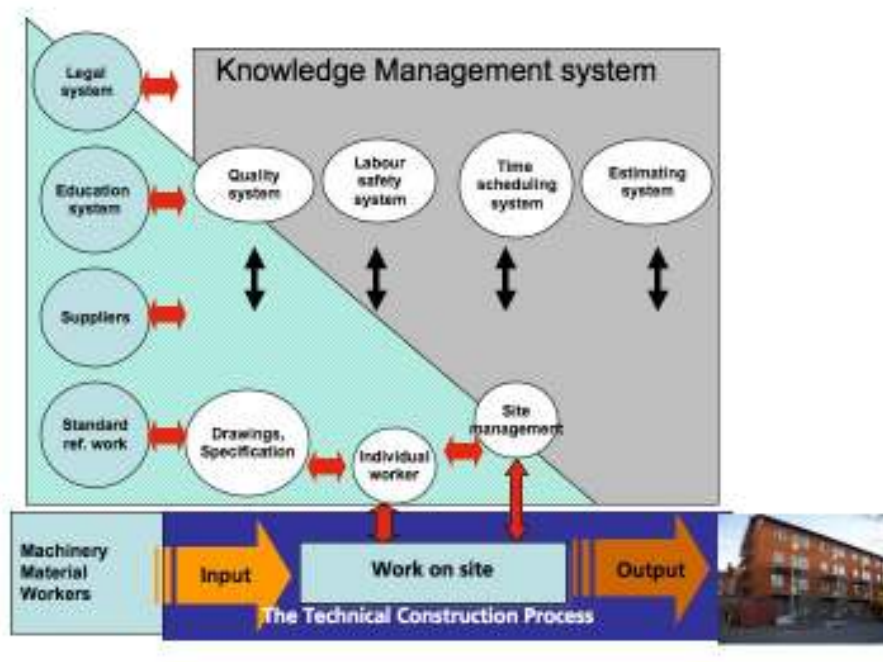 Knowledge Management system
Legal
system
Quality
system
Labour
safety
system
Time
scheduling
system
Estimating
system
Education
system
Suppliers
Standard
ref. work
Drawings,
Specification
Individual
worker
Site
management
Machinery
Material
Workers
Input
Work on site
Output
The Technical Construction Process